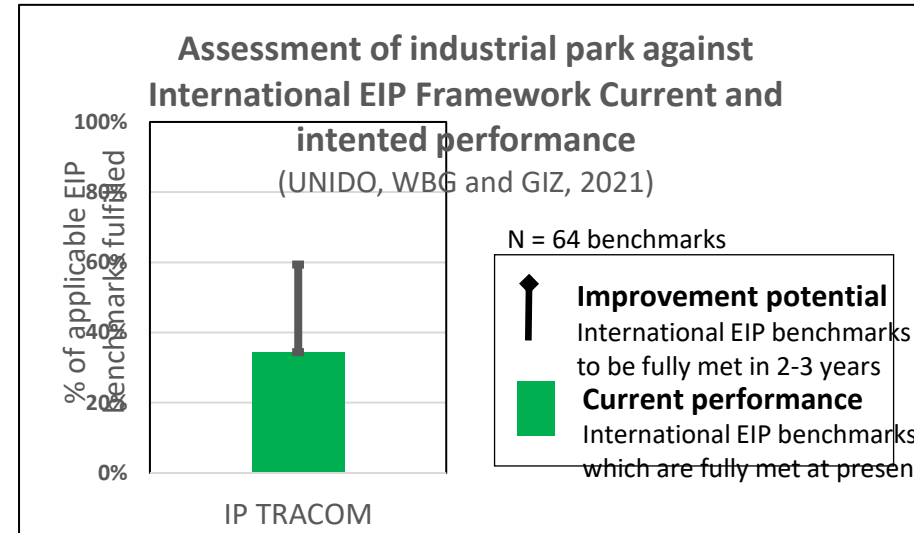 Assessment of industrial park against
International EIP Framework Current and
intented performance
(UNIDO, WBG and GIZ, 2021)
% of applicable EIP
benchmarks fulfilled
100%
80%
60%
40%
20%
0%
IP TRACOM
N = 64 benchmarks
Improvement potential
International EIP benchmarks
to be fully met in 2-3 years
Current performance
International EIP benchmarks
which are fully met at presen